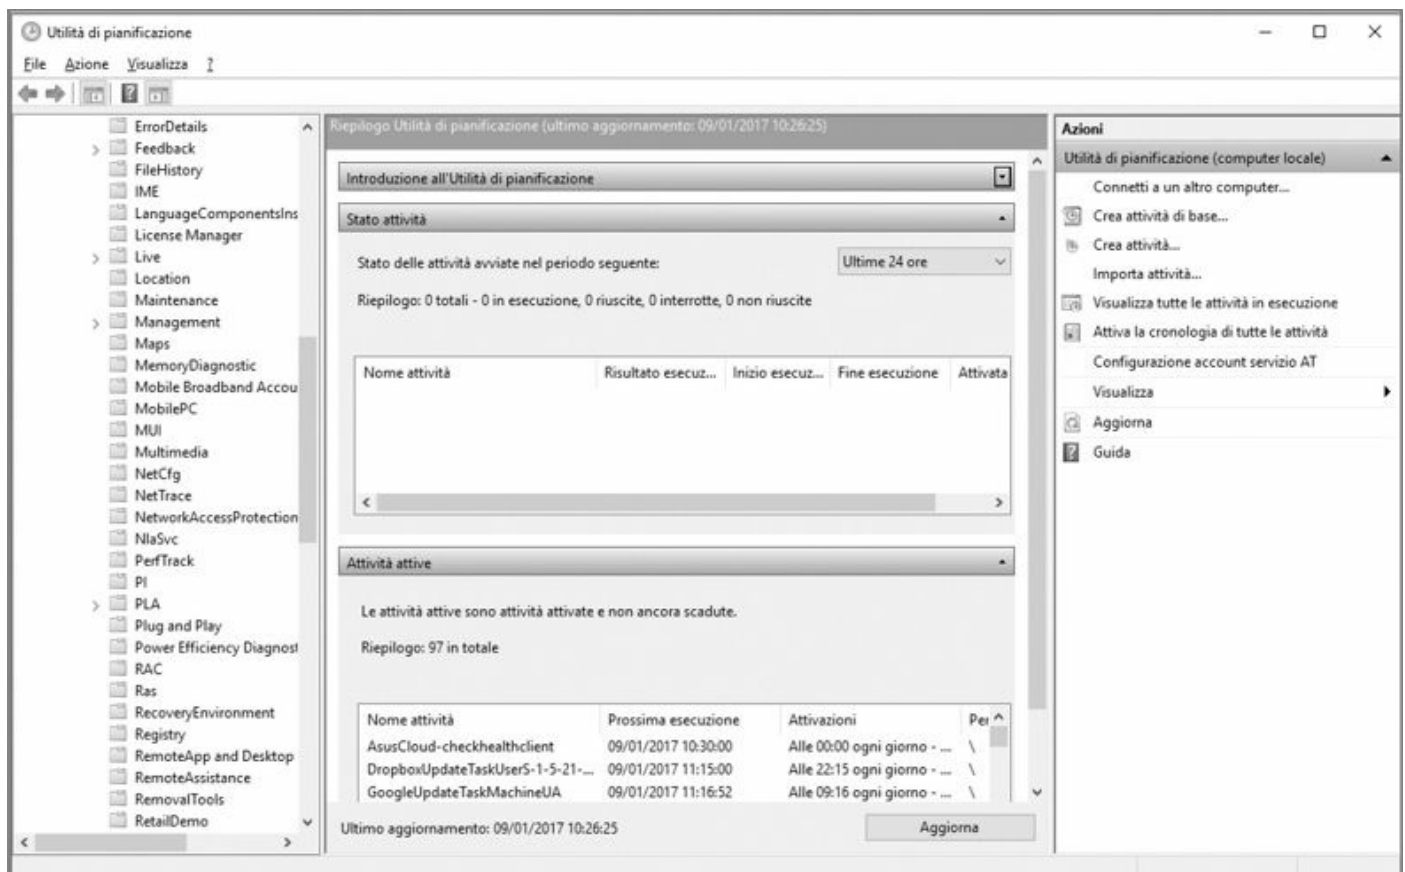 Utilità di pianificazione
File Azione Visualizza ?
ErrorDetails
Feedback
FileHistory
IME
LanguageComponentsIns
License Manager
Live
Location
Maintenance
Management
Maps
MemoryDiagnostic
Mobile Broadband Accou
MobilePC
MUI
Multimedia
NetCfg
NetTrace
NetworkAccessProtection
NlaSvc
PerfTrack
PI
PLA
Plug and Play
Power Efficiency Diagnost
RAC
Ras
RecoveryEnvironment
Registry
RemoteApp and Desktop
RemoteAssistance
RemovalTools
RetailDemo
Riepilogo Utilità di pianificazione (ultimo aggiornamento: 09/01/2017 10:26:25)
Introduzione all'Utilità di pianificazione
Stato attività
Stato delle attività avviate nel periodo seguente: Ultime 24 ore
Riepilogo: 0 totali - 0 in esecuzione, 0 riuscite, 0 interrotte, 0 non riuscite
Nome attività Risultato esecuz... Inizio esecuz... Fine esecuzione Attivata
Attività attive
Le attività attive sono attività attivate e non ancora scadute.
Riepilogo: 97 in totale
Nome attività Prossima esecuzione Attivazioni Per
AsusCloud-checkhealthclient 09/01/2017 10:30:00 Alle 00:00 ogni giorno - ... \
DropboxUpdateTaskUserS-1-5-21-... 09/01/2017 11:15:00 Alle 22:15 ogni giorno - ... \
GoogleUpdateTaskMachineUA 09/01/2017 11:16:52 Alle 09:16 ogni giorno - ... \
Ultimo aggiornamento: 09/01/2017 10:26:25 Aggiorna
Azioni
Utilità di pianificazione (computer locale)
Connetti a un altro computer...
Crea attività di base...
Crea attività...
Importa attività...
Visualizza tutte le attività in esecuzione
Attiva la cronologia di tutte le attività
Configurazione account servizio AT
Visualizza
Aggiorna
Guida